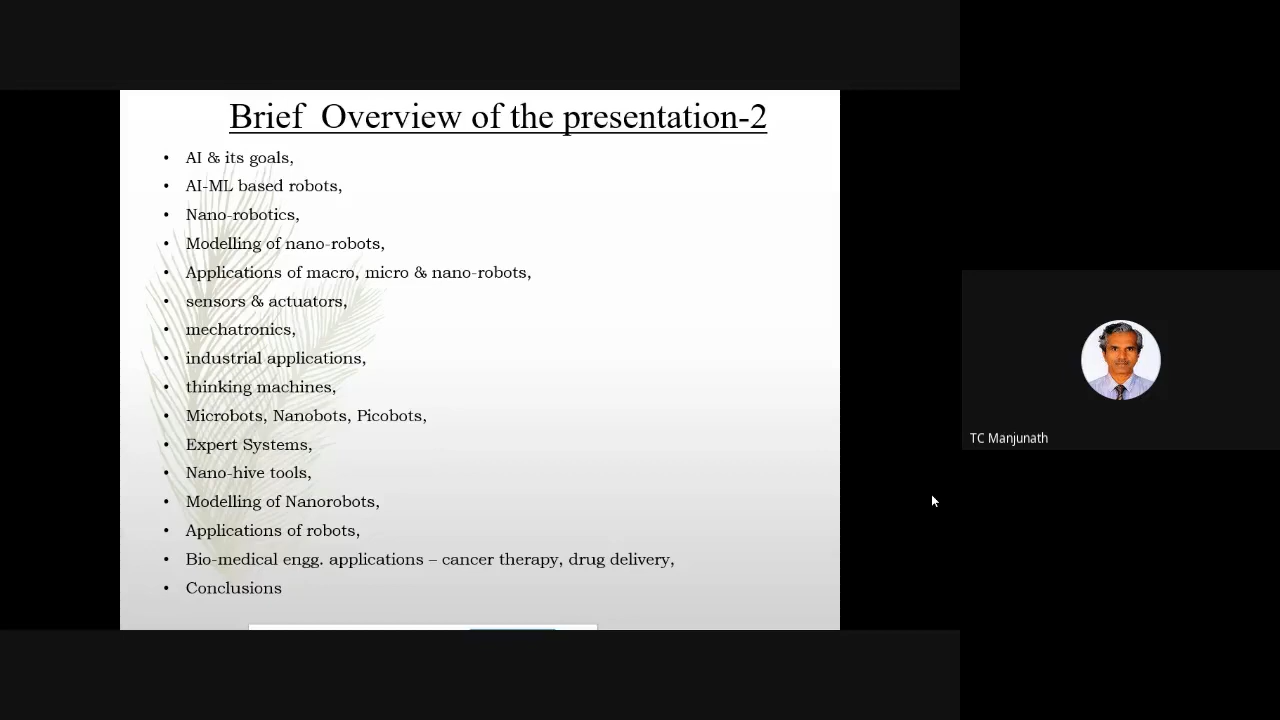 Brief Overview of the presentation-2
• AI & its goals,
• AI-ML based robots,
• Nano-robotics,
• Modelling of nano-robots,
• Applications of macro, micro & nano-robots,
• sensors & actuators,
• mechatronics,
• industrial applications,
• thinking machines,
• Microbots, Nanobots, Picobots,
• Expert Systems,
• Nano-hive tools,
• Modelling of Nanorobots,
• Applications of robots,
• Bio-medical engg. applications – cancer therapy, drug delivery,
• Conclusions
TC Manjunath